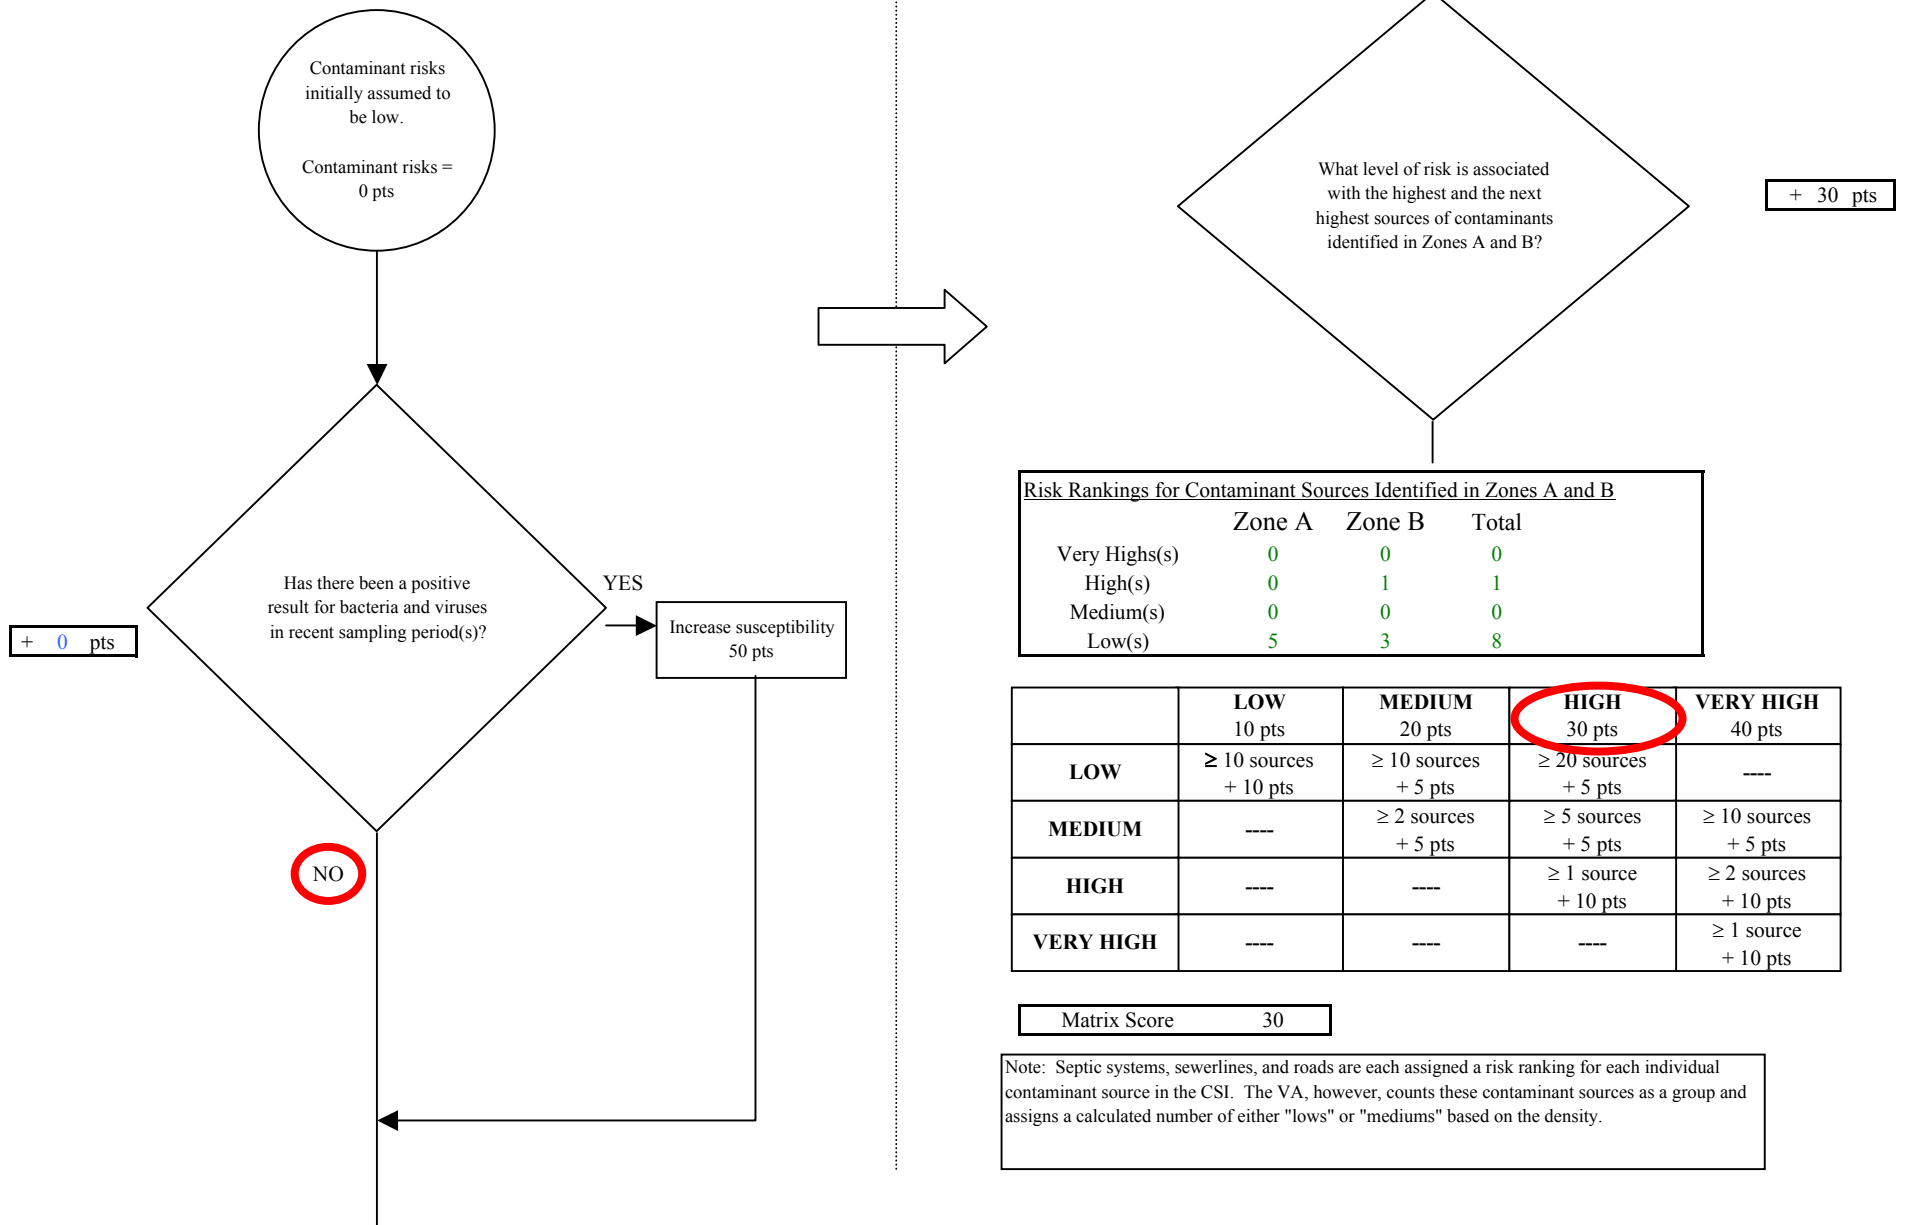 Contaminant risks
initially assumed to
be low.
Contaminant risks =
0 pts
Has there been a positive
result for bacteria and viruses
in recent sampling period(s)?
+ 0 pts
YES
Increase susceptibility
50 pts
NO
What level of risk is associated
with the highest and the next
highest sources of contaminants
identified in Zones A and B?
+ 30 pts
Risk Rankings for Contaminant Sources Identified in Zones A and B
Zone A Zone B Total
Very Highs(s) 0 0 0
High(s) 0 1 1
Medium(s) 0 0 0
Low(s) 5 3 8
LOW MEDIUM HIGH VERY HIGH
10 pts 20 pts 30 pts 40 pts
LOW ≥ 10 sources ≥ 10 sources ≥ 20 sources ----
+ 10 pts + 5 pts + 5 pts
MEDIUM ---- ≥ 2 sources ≥ 5 sources ≥ 10 sources
+ 5 pts + 5 pts + 5 pts
HIGH ---- ---- ≥ 1 source ≥ 2 sources
+ 10 pts + 10 pts
VERY HIGH ---- ---- ---- ≥ 1 source
+ 10 pts
Matrix Score 30
Note: Septic systems, sewerlines, and roads are each assigned a risk ranking for each individual
contaminant source in the CSI. The VA, however, counts these contaminant sources as a group and
assigns a calculated number of either "lows" or "mediums" based on the density.